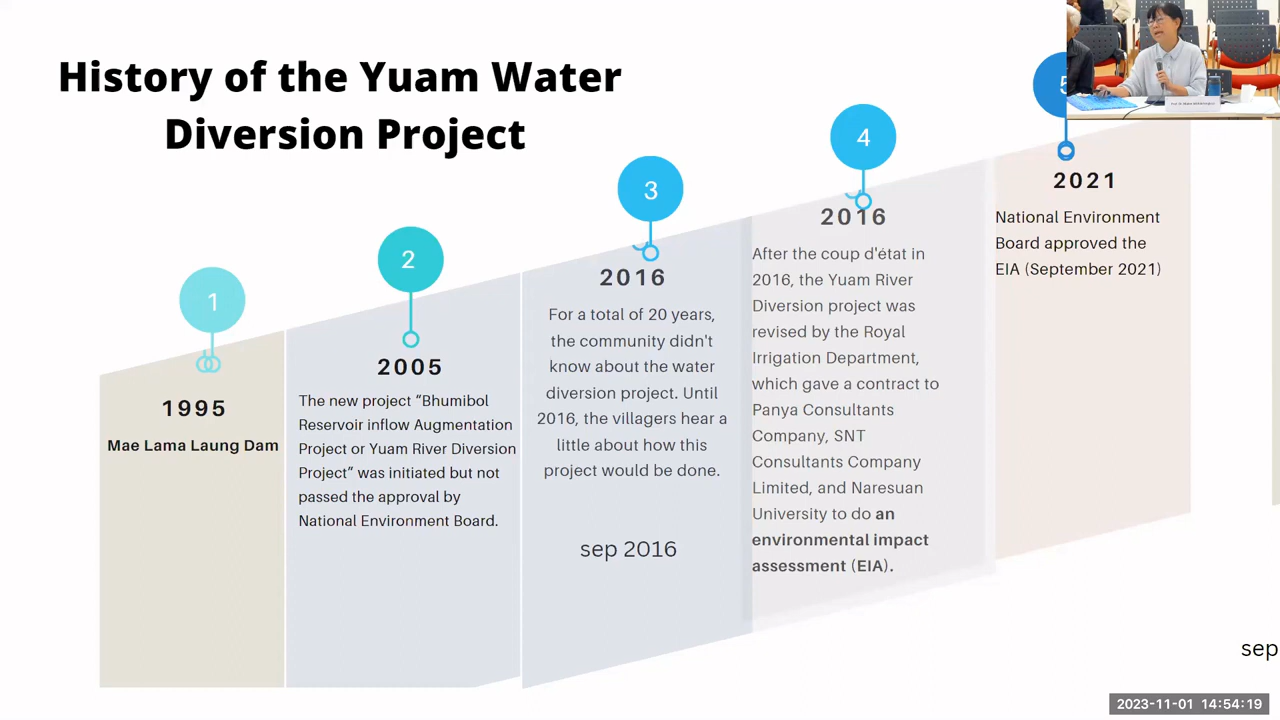 History of the Yuam Water
Diversion Project
1
1995
Mae Lama Laung Dam
2
2005
The new project “Bhumibol
Reservoir inflow Augmentation
Project or Yuam River Diversion
Project” was initiated but not
passed the approval by
National Environment Board.
3
2016
For a total of 20 years,
the community didn't
know about the water
diversion project. Until
2016, the villagers hear a
little about how this
project would be done.
sep 2016
4
2016
After the coup d'état in
2016, the Yuam River
Diversion project was
revised by the Royal
Irrigation Department,
which gave a contract to
Panya Consultants
Company, SNT
Consultants Company
Limited, and Naresuan
University to do an
environmental impact
assessment (EIA).
5
2021
National Environment
Board approved the
EIA (September 2021)
sep
2023-11-01 14:54:19